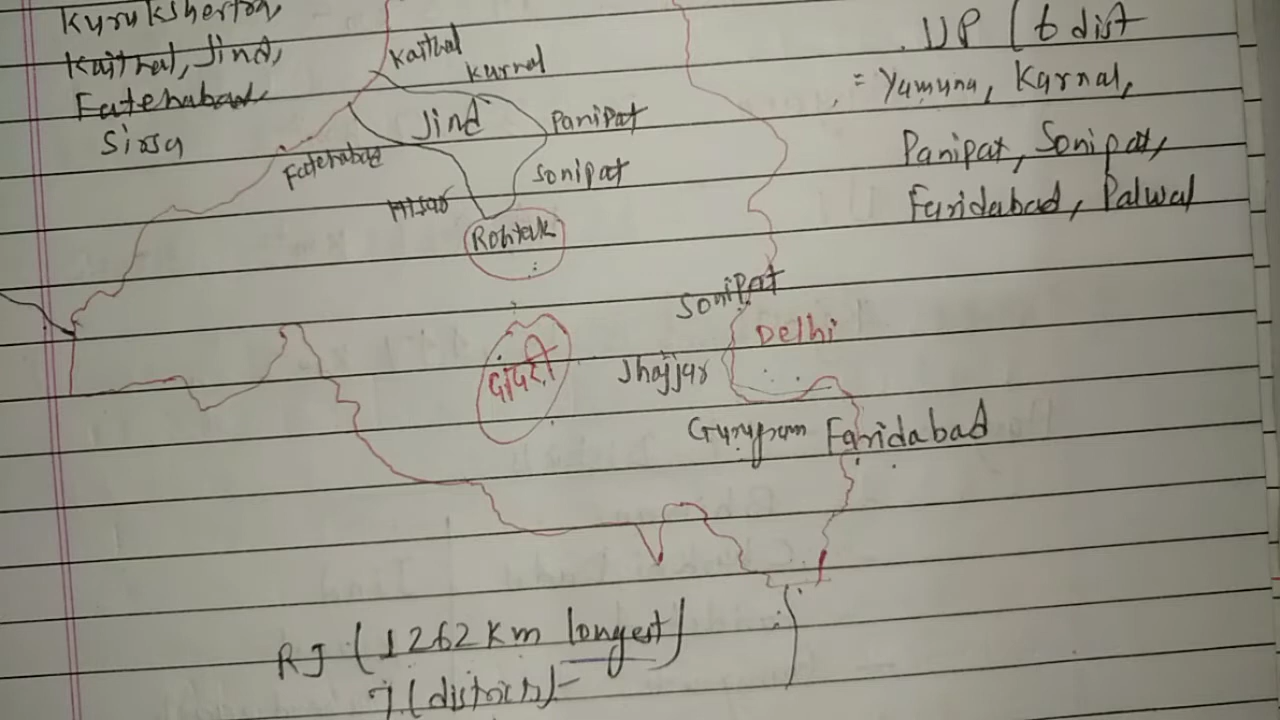 Kurukshertra,
Kaithal, Jind,
Fatehabad
Sirsa
Kaithal
Karnal
Jind
Panipat
Fatehabad
Sonipat
Hisar
Rohtak
UP (6 dist
= Yamuna, Karnal,
Panipat, Sonipat,
Faridabad, Palwal
Sonipat
Delhi
Jhajjar
Gurugram Faridabad
RJ (1262 Km longest)
7 (districts) =